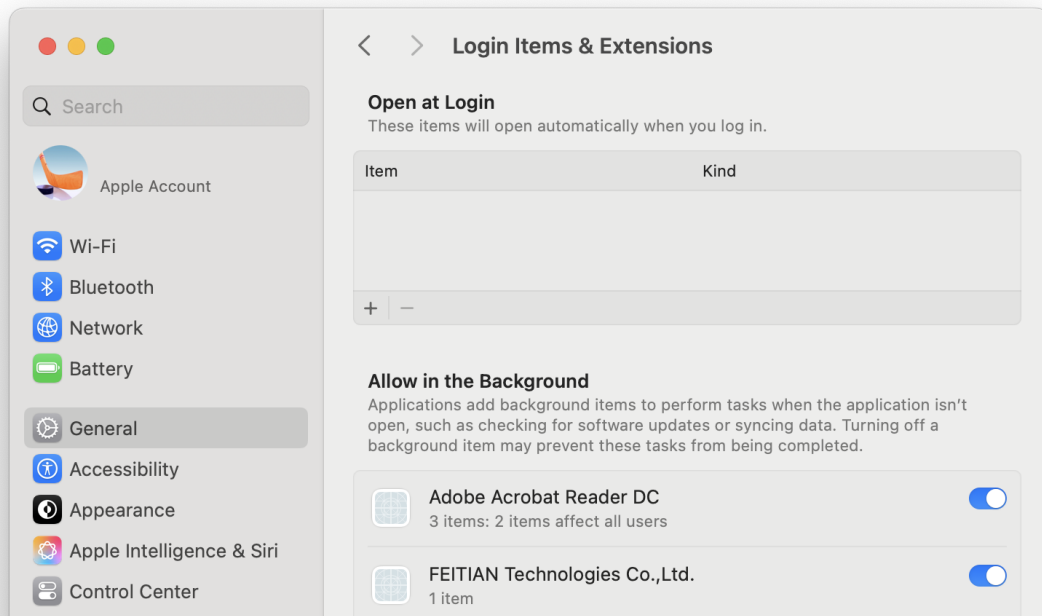 Login Items & Extensions
Search
Apple Account
Wi-Fi
Bluetooth
Network
Battery
General
Accessibility
Appearance
Apple Intelligence & Siri
Control Center
Open at Login
These items will open automatically when you log in.
Item Kind
Allow in the Background
Applications add background items to perform tasks when the application isn't
open, such as checking for software updates or syncing data. Turning off a
background item may prevent these tasks from being completed.
Adobe Acrobat Reader DC
3 items: 2 items affect all users
FEITIAN Technologies Co.,Ltd.
1 item